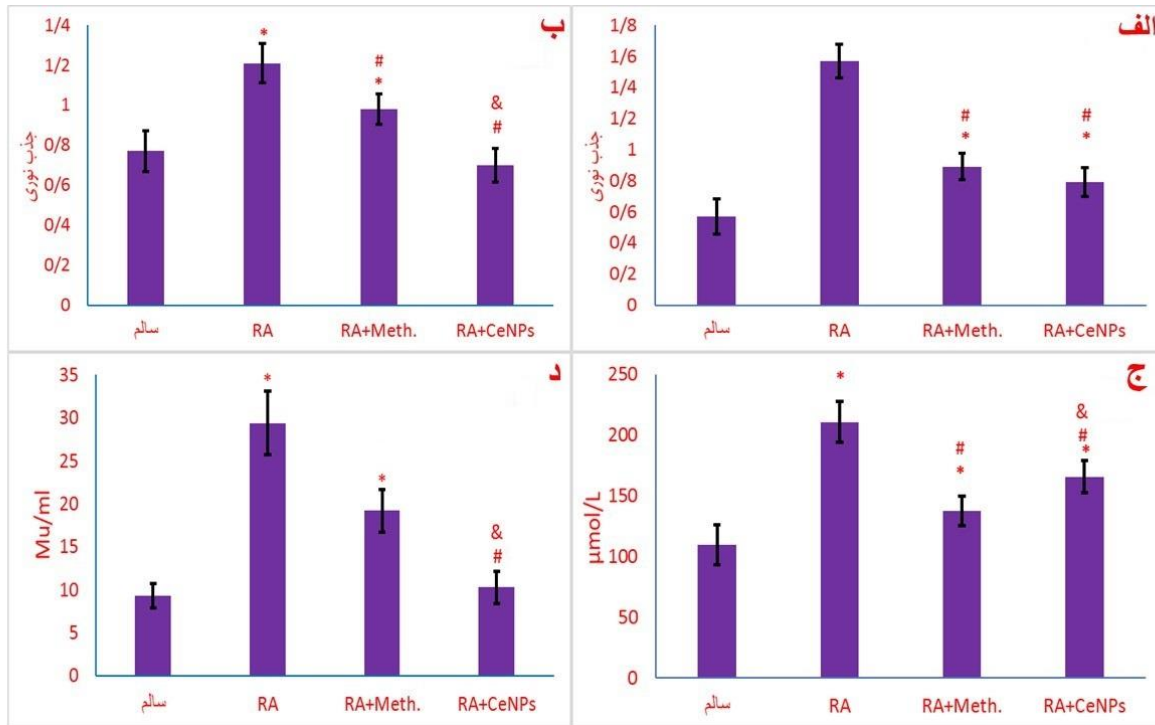 الف
1/8
1/6
1/4
1/2
1
0/8
0/6
0/4
0/2
0
جذب نوری
# #
* *
سالم RA RA+Meth. RA+CeNPs
ب
1/4
1/2
1
0/8
0/6
0/4
0/2
0
جذب نوری
* # &
* #
سالم RA RA+Meth. RA+CeNPs
ج
250
200
150
100
50
0
µmol/L
* # &
* #
*
سالم RA RA+Meth. RA+CeNPs
د
35
30
25
20
15
10
5
0
Mu/ml
* * &
#
سالم RA RA+Meth. RA+CeNPs